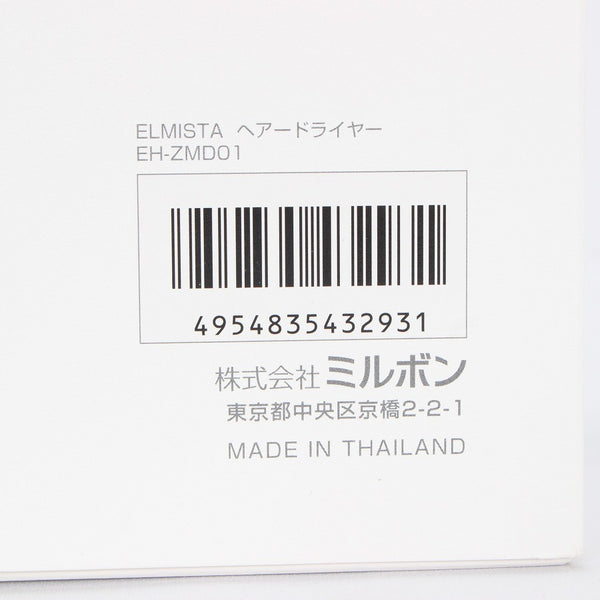 ELMISTA ヘアードライヤー
EH-ZMD01
4954835432931
株式会社ミルボン
東京都中央区京橋2-2-1
MADE IN THAILAND